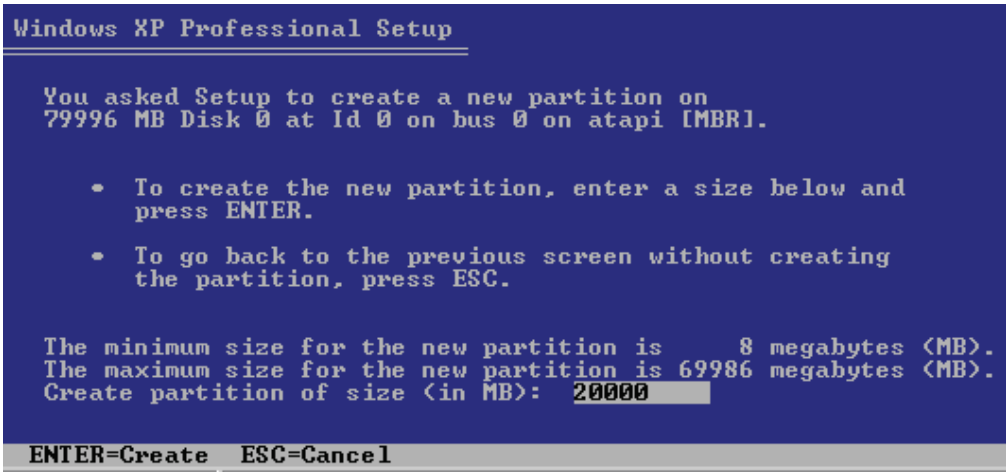 Windows XP Professional Setup
You asked Setup to create a new partition on
79996 MB Disk 0 at Id 0 on bus 0 on atapi [MBR].
• To create the new partition, enter a size below and
press ENTER.
• To go back to the previous screen without creating
the partition, press ESC.
The minimum size for the new partition is 8 megabytes (MB).
The maximum size for the new partition is 69986 megabytes (MB).
Create partition of size (in MB): 20000
ENTER=Create ESC=Cancel